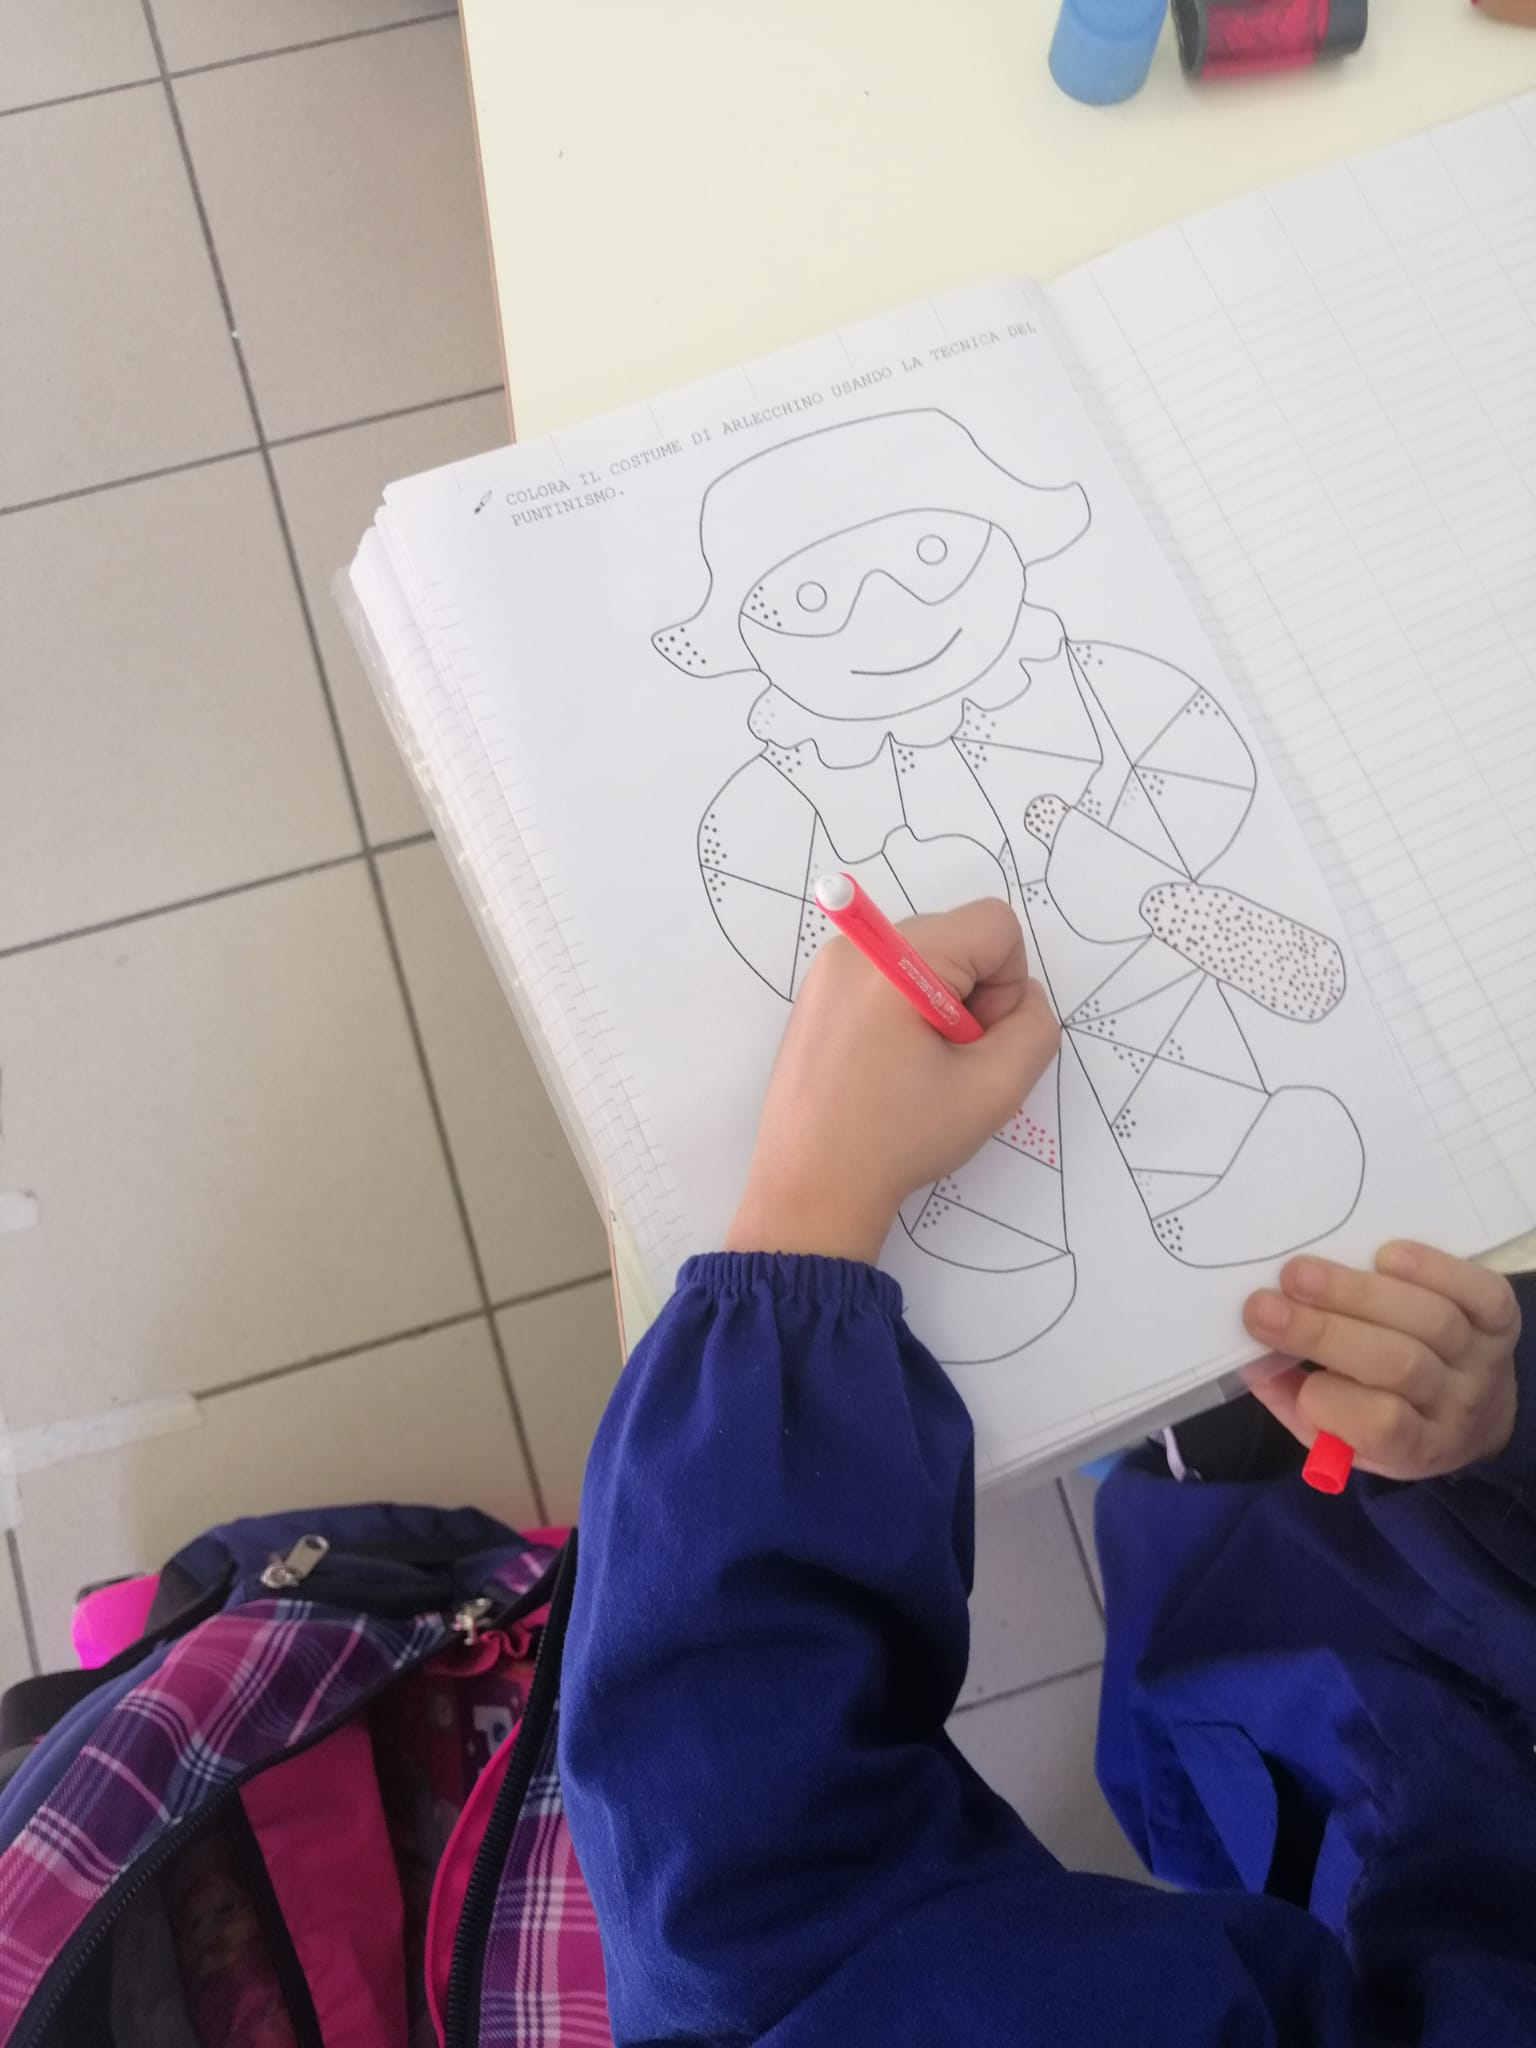 COLORA IL COSTUME DI ARLECCHINO USANDO LA TECNICA DEL
PUNTINISMO.